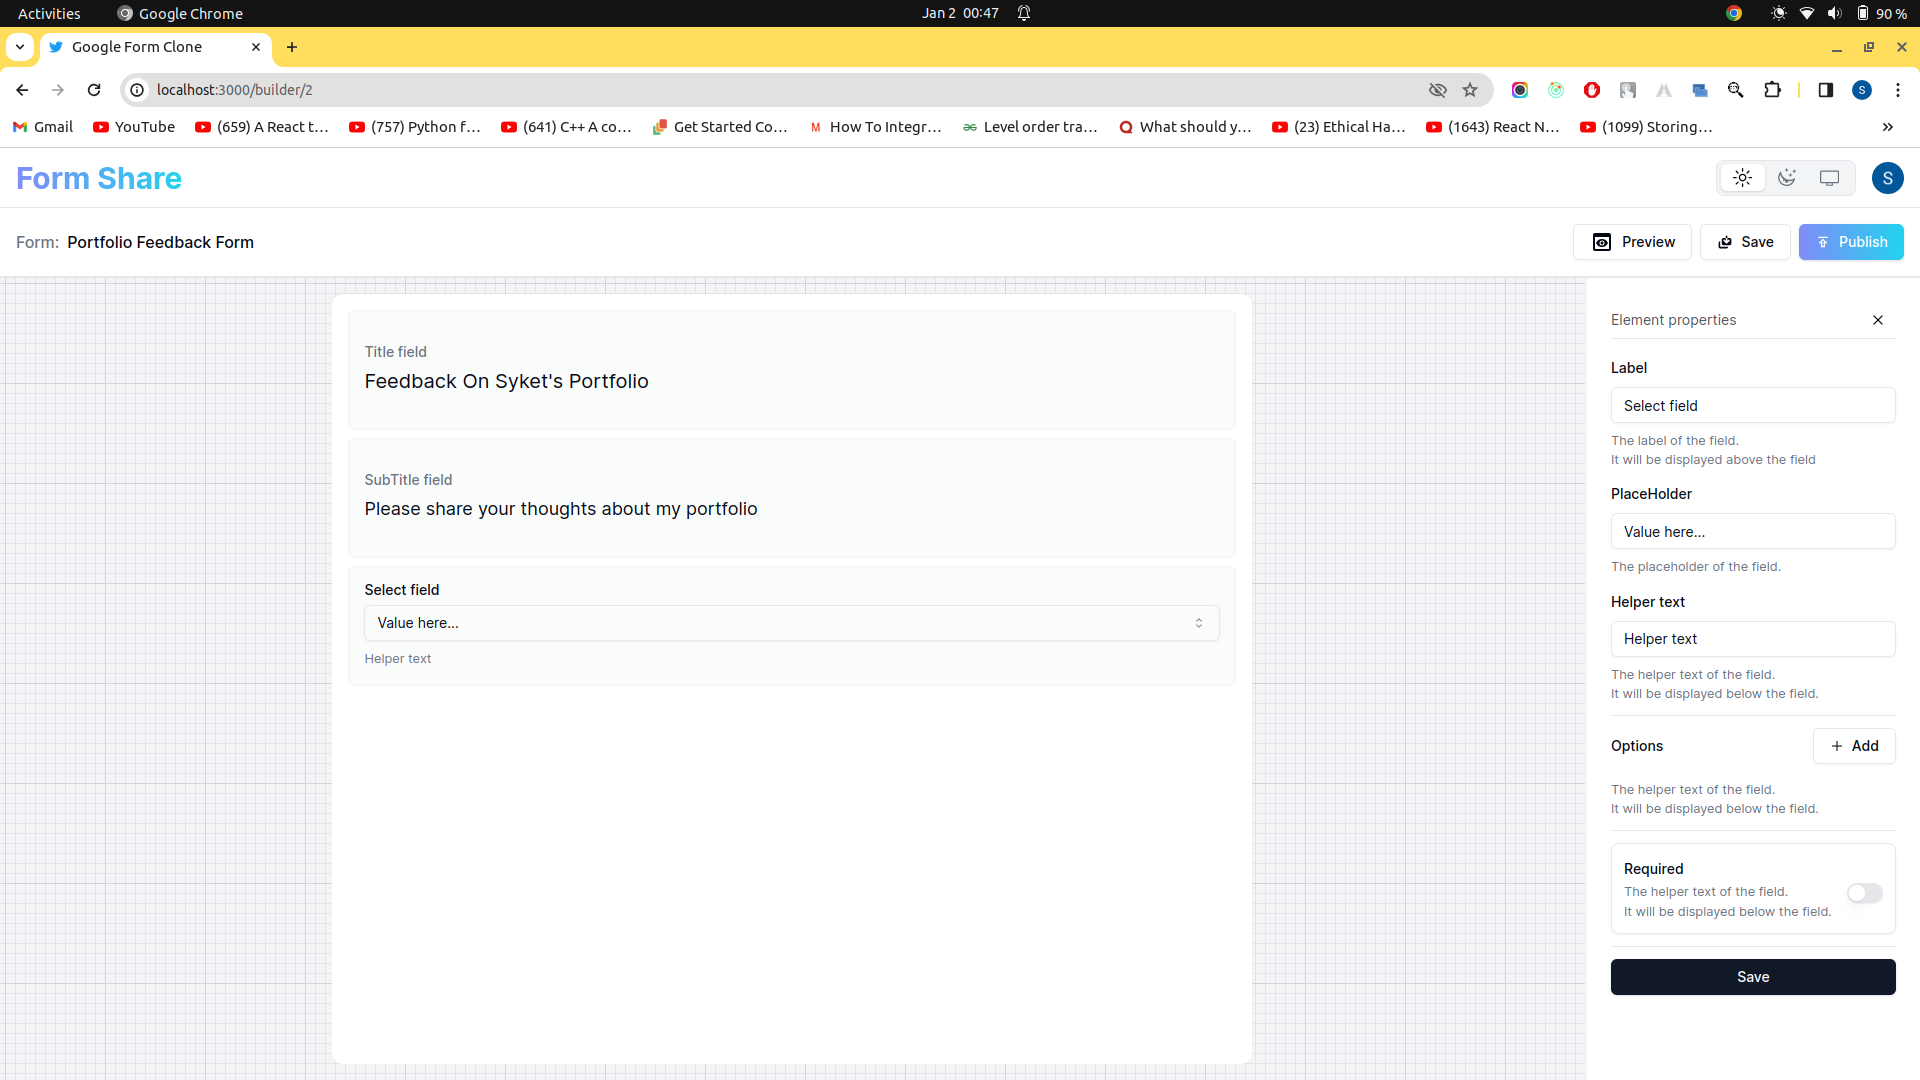 Activities Google Chrome Jan 2 00:47 90 %
Google Form Clone
localhost:3000/builder/2 S
Gmail YouTube (659) A React t... (757) Python f... (641) C++ A co... Get Started Co... How To Integr... Level order tra... What should y... (23) Ethical Ha... (1643) React N... (1099) Storing...
Form Share S
Form: Portfolio Feedback Form Preview Save Publish
Title field
Feedback On Syket's Portfolio
SubTitle field
Please share your thoughts about my portfolio
Select field
Value here...
Helper text
Element properties
Label
Select field
The label of the field.
It will be displayed above the field
PlaceHolder
Value here...
The placeholder of the field.
Helper text
Helper text
The helper text of the field.
It will be displayed below the field.
Options Add
The helper text of the field.
It will be displayed below the field.
Required
The helper text of the field.
It will be displayed below the field.
Save